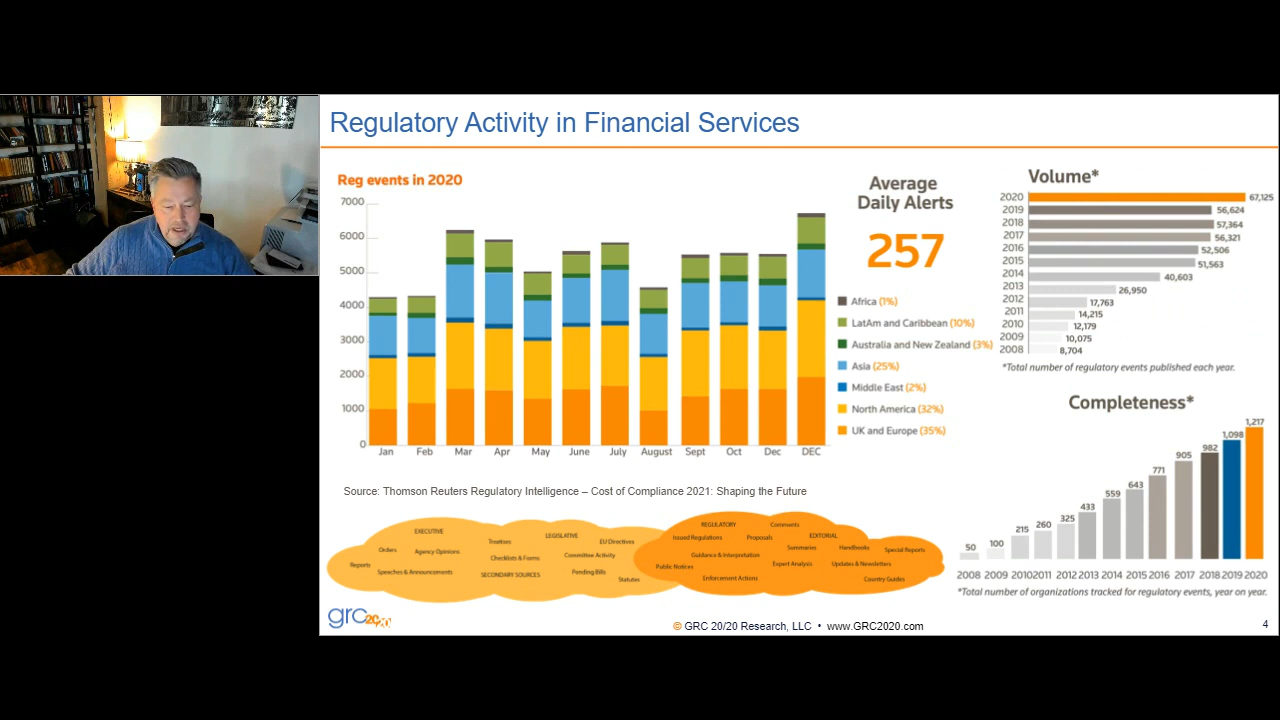 Regulatory Activity in Financial Services
Reg events in 2020
7000
6000
5000
4000
3000
2000
1000
0
Jan Feb Mar Apr May June July August Sept Oct Dec DEC
Average
Daily Alerts
257
Africa (1%)
LatAm and Caribbean (10%)
Australia and New Zealand (3%)
Asia (25%)
Middle East (2%)
North America (32%)
UK and Europe (35%)
Volume*
2020 67,125
2019 56,624
2018 57,364
2017 56,321
2016 52,506
2015 51,563
2014 40,603
2013 26,950
2012 17,763
2011 14,215
2010 12,179
2009 10,075
2008 8,704
*Total number of regulatory events published each year.
Completeness*
50 100 215 260 325 433 559 643 771 905 982 1,098 1,217
2008 2009 2010 2011 2012 2013 2014 2015 2016 2017 2018 2019 2020
*Total number of organizations tracked for regulatory events, year on year.
Source: Thomson Reuters Regulatory Intelligence – Cost of Compliance 2021: Shaping the Future
EXECUTIVE
Orders
Agency Opinions
Reports
Speeches & Announcements
LEGISLATIVE
Treatises
EU Directives
Checklists & Forms
Committee Activity
SECONDARY SOURCES
Pending Bills
Statutes
REGULATORY
Comments
Issued Regulations
Proposals
EDITORIAL
Summaries
Handbooks
Special Reports
Guidance & Interpretation
Public Notices
Expert Analysis
Updates & Newsletters
Enforcement Actions
Country Guides
grc2020
© GRC 20/20 Research, LLC • www.GRC2020.com
4